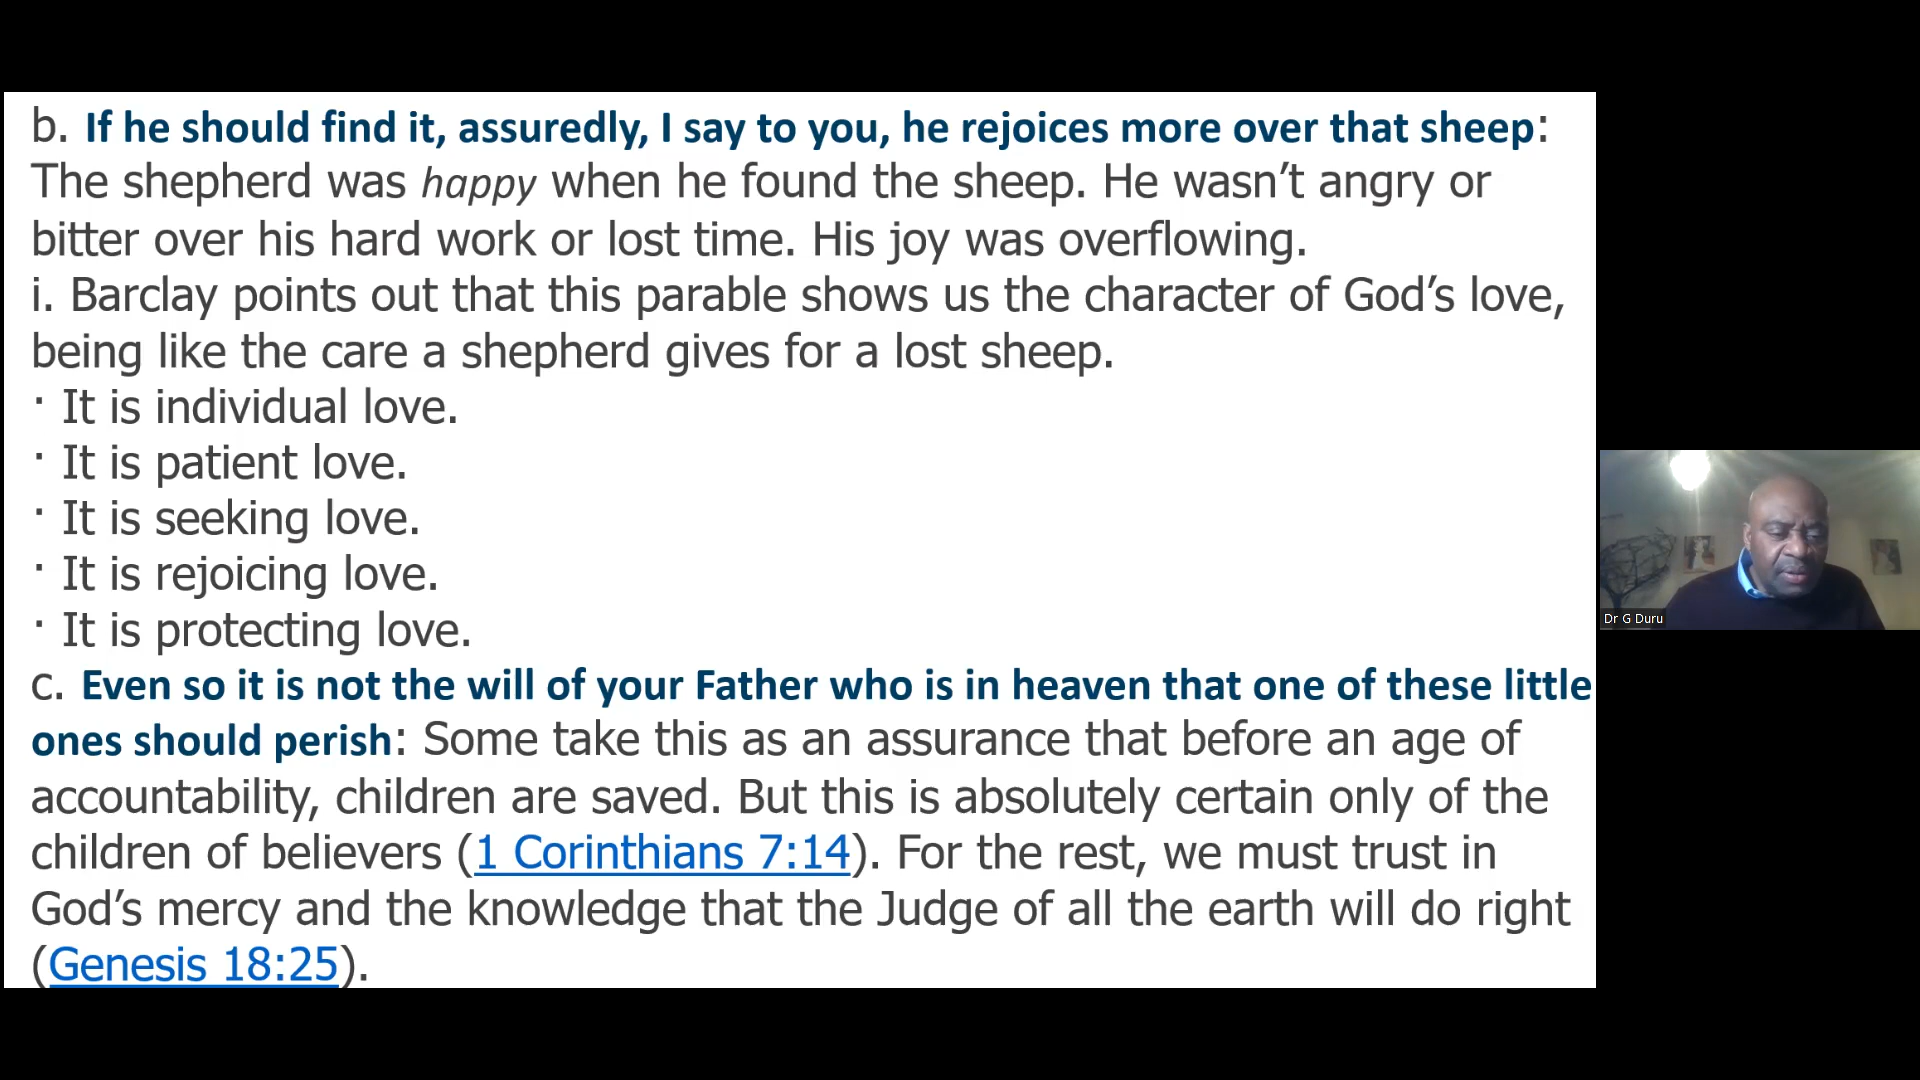 b. If he should find it, assuredly, I say to you, he rejoices more over that sheep:
The shepherd was happy when he found the sheep. He wasn’t angry or
bitter over his hard work or lost time. His joy was overflowing.
i. Barclay points out that this parable shows us the character of God’s love,
being like the care a shepherd gives for a lost sheep.
· It is individual love.
· It is patient love.
· It is seeking love.
· It is rejoicing love.
· It is protecting love.
c. Even so it is not the will of your Father who is in heaven that one of these little
ones should perish: Some take this as an assurance that before an age of
accountability, children are saved. But this is absolutely certain only of the
children of believers (1 Corinthians 7:14). For the rest, we must trust in
God’s mercy and the knowledge that the Judge of all the earth will do right
(Genesis 18:25).
Dr G Duru